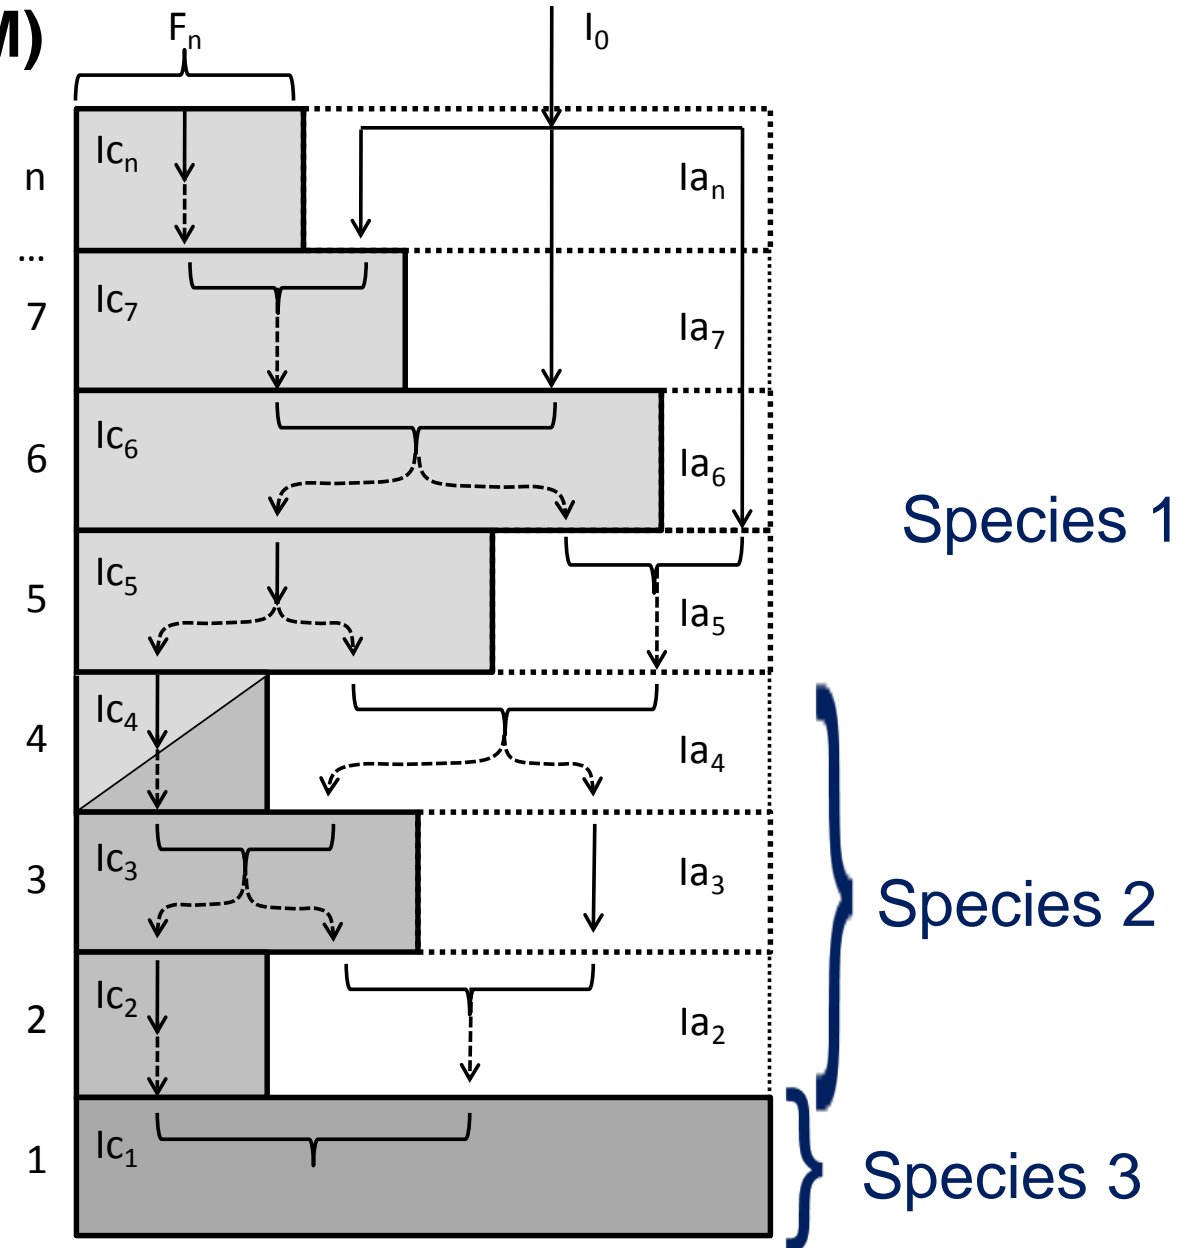 M)
Fₙ
I₀
n
Icₙ
Iaₙ
...
7
Ic₇
Ia₇
6
Ic₆
Ia₆
Species 1
5
Ic₅
Ia₅
4
Ic₄
Ia₄
3
Ic₃
Ia₃
Species 2
2
Ic₂
Ia₂
1
Ic₁
Species 3